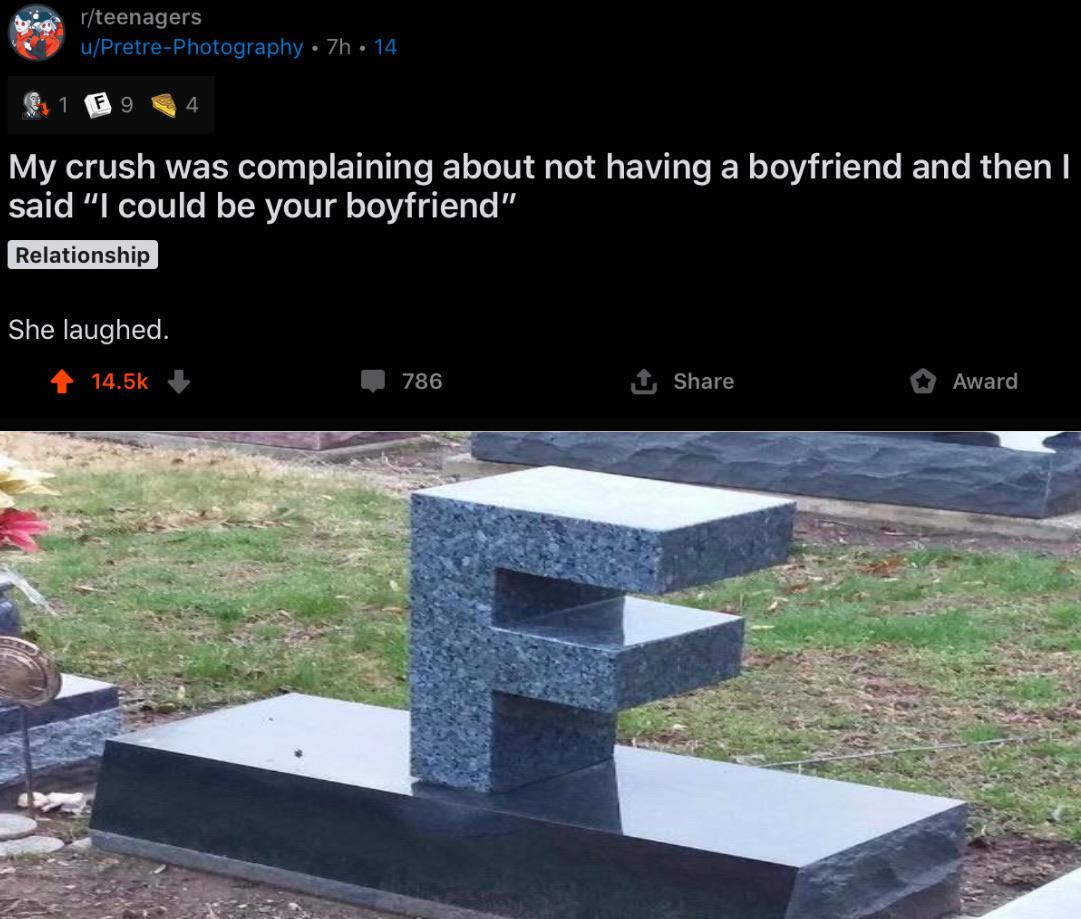 r/teenagers
u/Pretre-Photography • 7h • 14
1 F 9 4
My crush was complaining about not having a boyfriend and then I
said “I could be your boyfriend”
Relationship
She laughed.
14.5k 786 Share Award
F